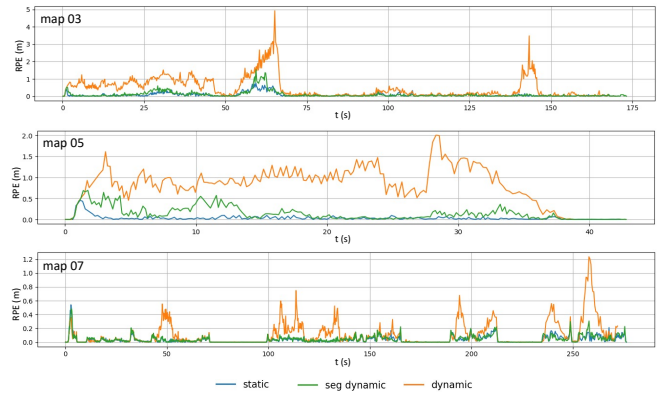 map 03
RPE (m)
5
4
3
2
1
0
0 25 50 75 100 125 150 175
t (s)
map 05
RPE (m)
2.0
1.5
1.0
0.5
0.0
0 10 20 30 40
t (s)
map 07
RPE (m)
1.2
1.0
0.8
0.6
0.4
0.2
0.0
0 50 100 150 200 250
t (s)
static seg dynamic dynamic